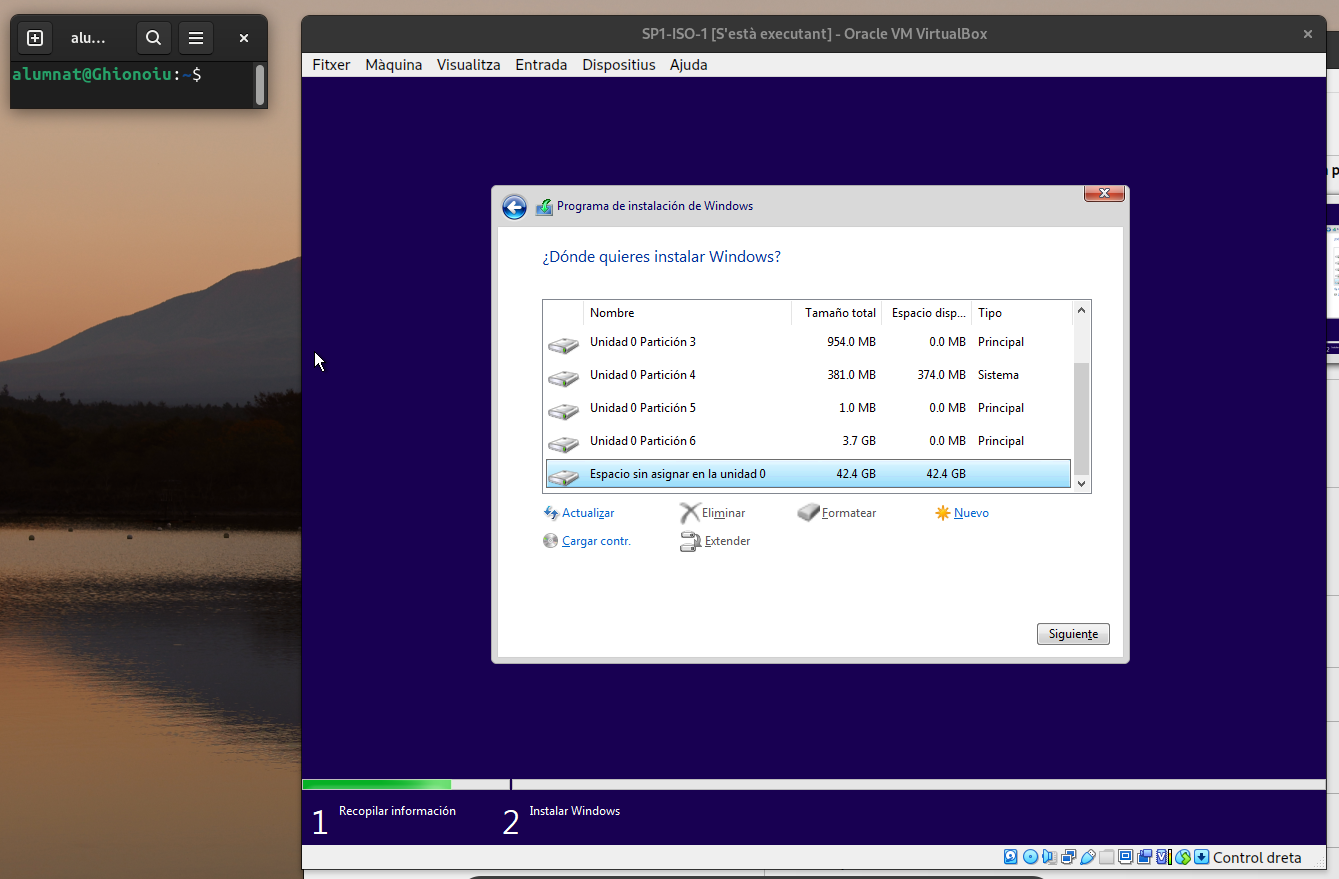 alu...
alumnat@Ghionoiu:~$
SP1-ISO-1 [S'està executant] - Oracle VM VirtualBox
Fitxer Màquina Visualitza Entrada Dispositius Ajuda
Programa de instalación de Windows
¿Dónde quieres instalar Windows?
Nombre Tamaño total Espacio disp... Tipo
Unidad 0 Partición 3 954.0 MB 0.0 MB Principal
Unidad 0 Partición 4 381.0 MB 374.0 MB Sistema
Unidad 0 Partición 5 1.0 MB 0.0 MB Principal
Unidad 0 Partición 6 3.7 GB 0.0 MB Principal
Espacio sin asignar en la unidad 0 42.4 GB 42.4 GB
Actualizar Eliminar Formatear Nuevo
Cargar contr. Extender
Siguiente
1 Recopilar información 2 Instalar Windows
Control dreta